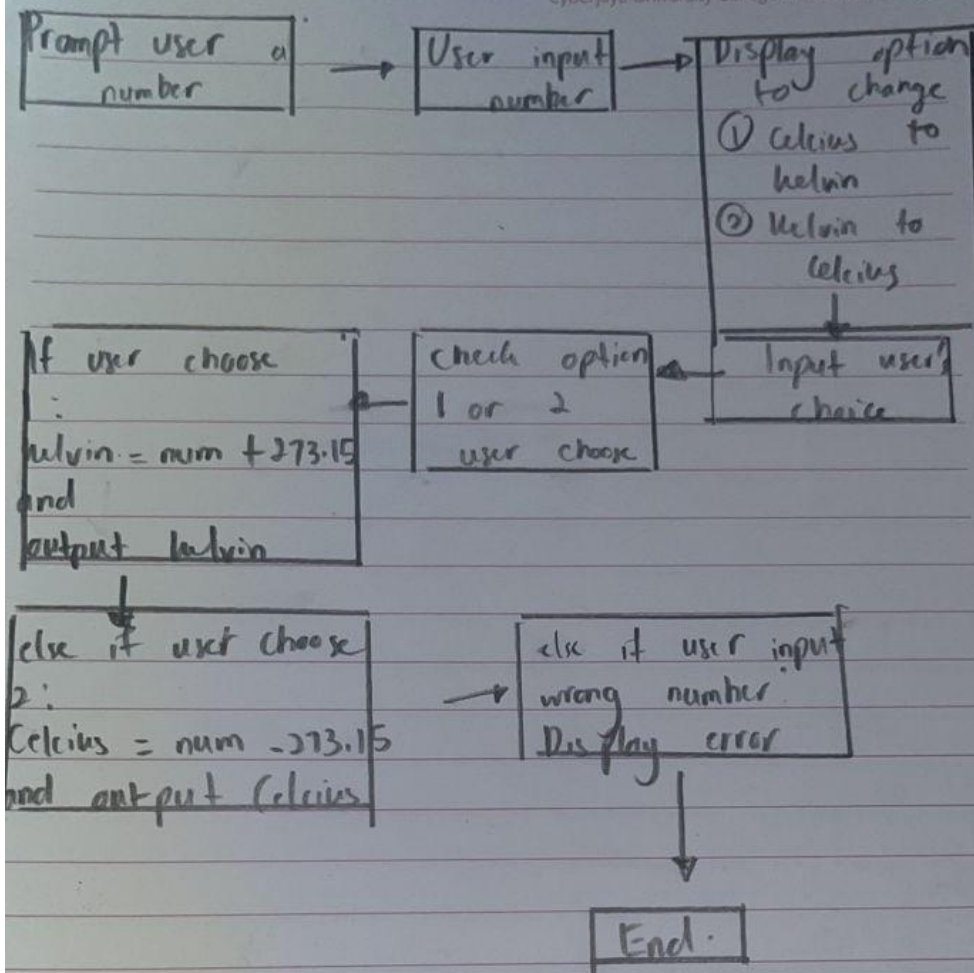 Prompt user a
number
User input
number
Display option
to change
① Celcius to
kelvin
② Kelvin to
Celcius
Input user's
choice
Check option
1 or 2
user choose
If user choose
:
kelvin = num + 273.15
and
output kelvin
else if user choose
2:
Celcius = num - 273.15
and output Celcius
else if user input
wrong number.
Display error
End.